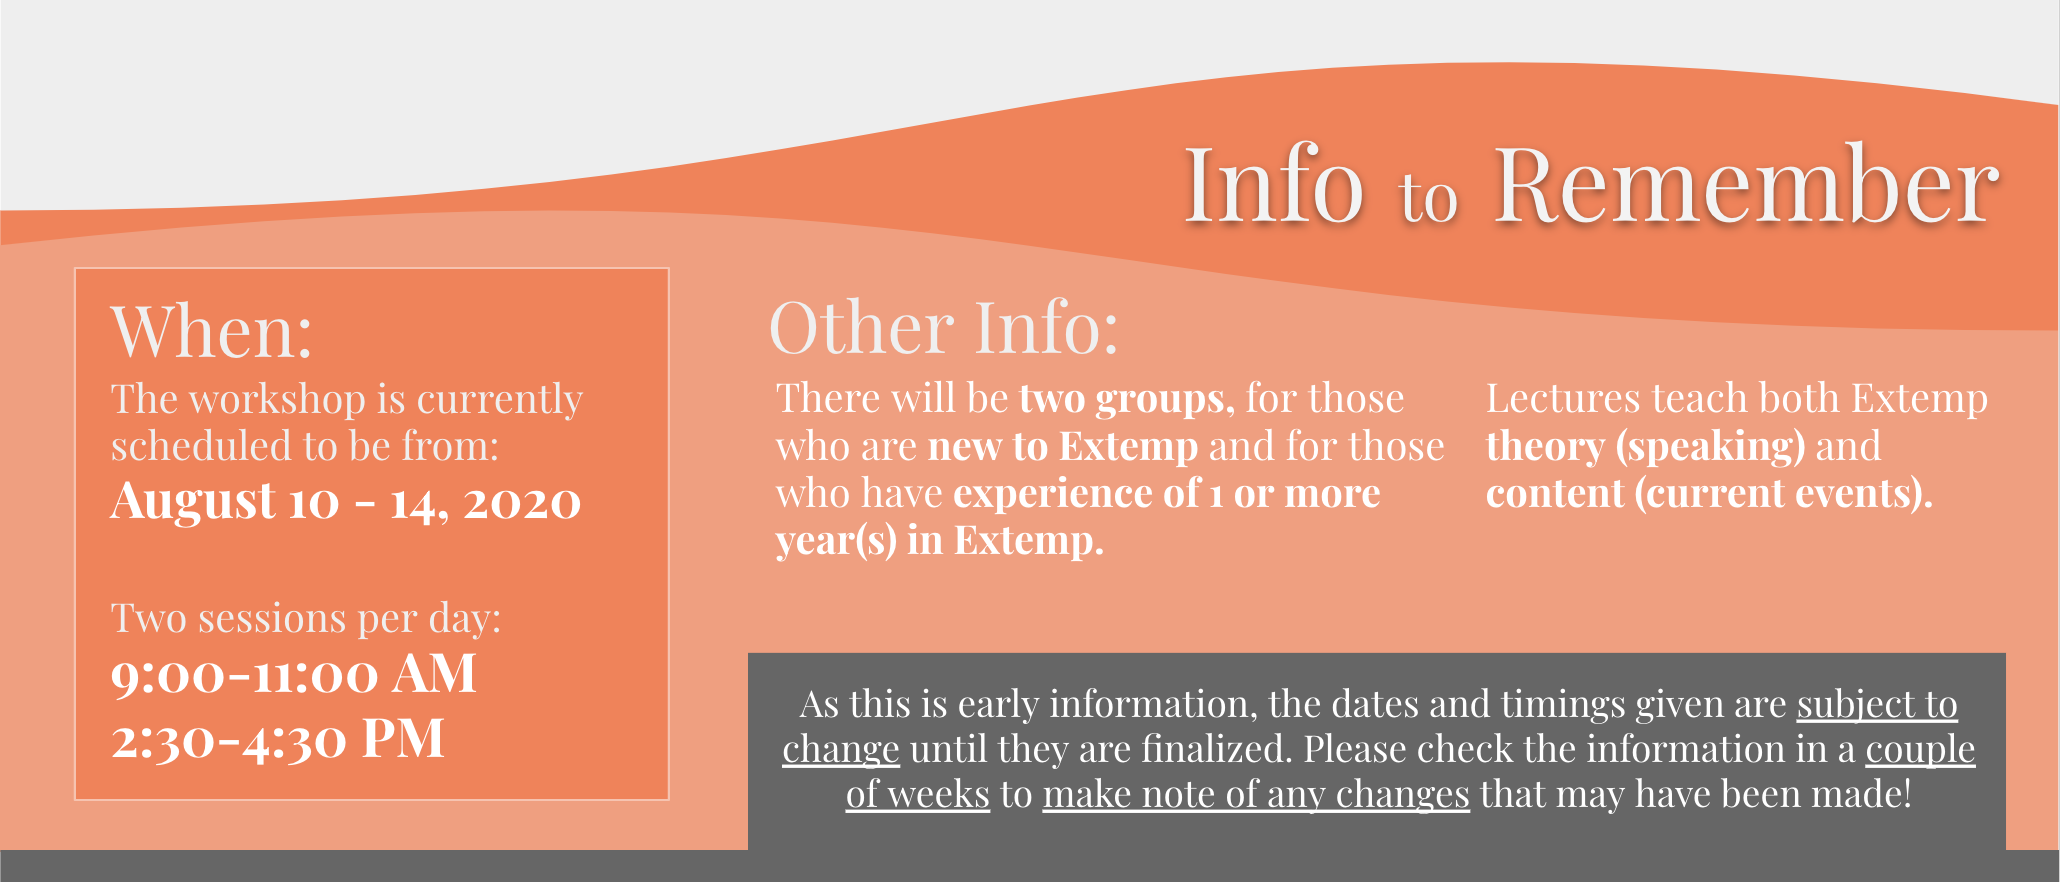 Info to Remember
When:
The workshop is currently
scheduled to be from:
August 10 - 14, 2020
Two sessions per day:
9:00-11:00 AM
2:30-4:30 PM
Other Info:
There will be two groups, for those
who are new to Extemp and for those
who have experience of 1 or more
year(s) in Extemp.
Lectures teach both Extemp
theory (speaking) and
content (current events).
As this is early information, the dates and timings given are subject to
change until they are finalized. Please check the information in a couple
of weeks to make note of any changes that may have been made!